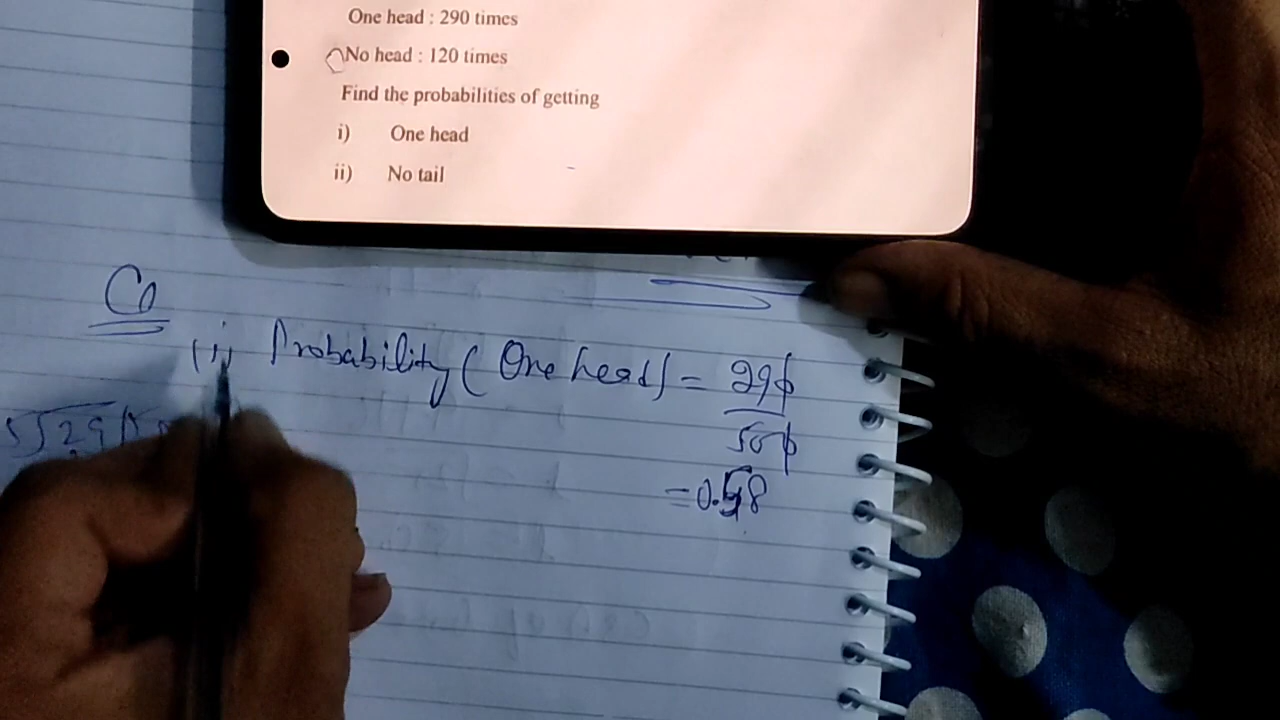 One head : 290 times
No head : 120 times
Find the probabilities of getting
i) One head
ii) No tail
(i) Probability (One head) = 290
500
= 0.58